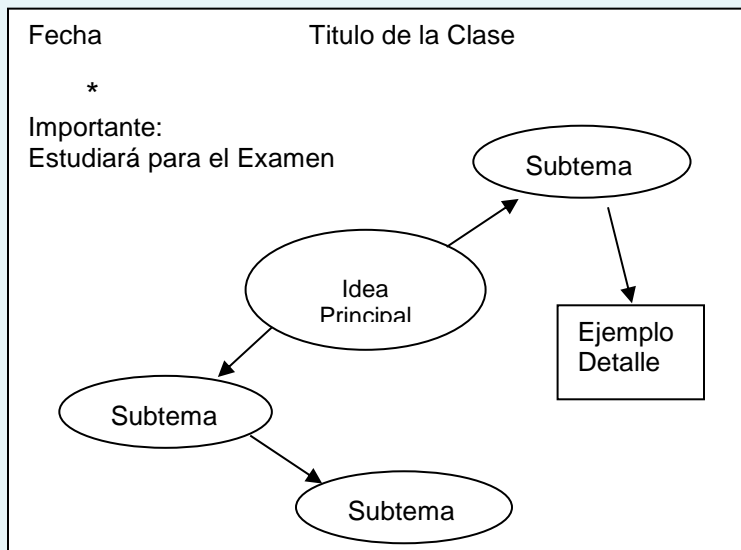 Fecha Titulo de la Clase
*
Importante:
Estudiará para el Examen
Subtema
Idea
Principal
Ejemplo
Detalle
Subtema
Subtema